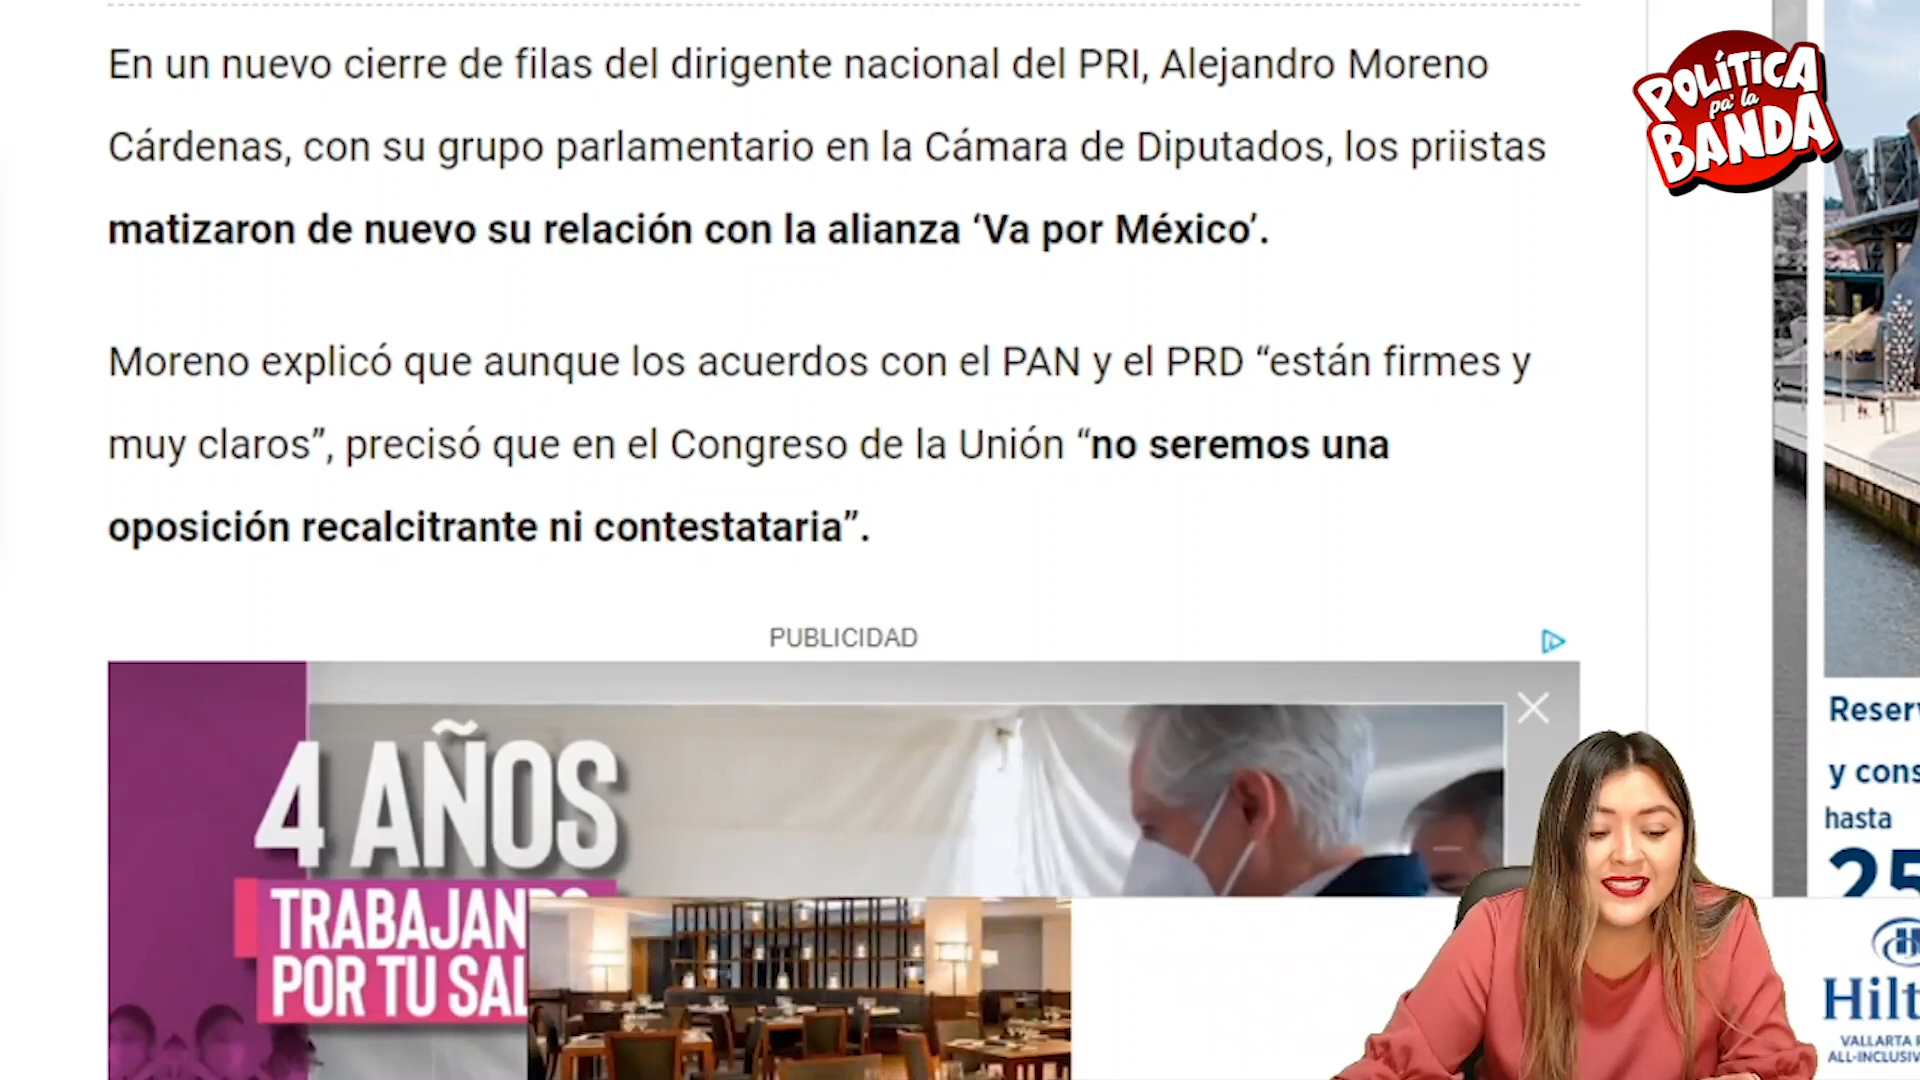 En un nuevo cierre de filas del dirigente nacional del PRI, Alejandro Moreno
Cárdenas, con su grupo parlamentario en la Cámara de Diputados, los priistas
matizaron de nuevo su relación con la alianza ‘Va por México’.
Moreno explicó que aunque los acuerdos con el PAN y el PRD “están firmes y
muy claros”, precisó que en el Congreso de la Unión “no seremos una
oposición recalcitrante ni contestataria”.
PUBLICIDAD
4 AÑOS
TRABAJAN
POR TU SAL
POLÍTICA
pa' la
BANDA
Reserv
y cons
hasta
25
Hilt
VALLARTA R
ALL-INCLUSIV